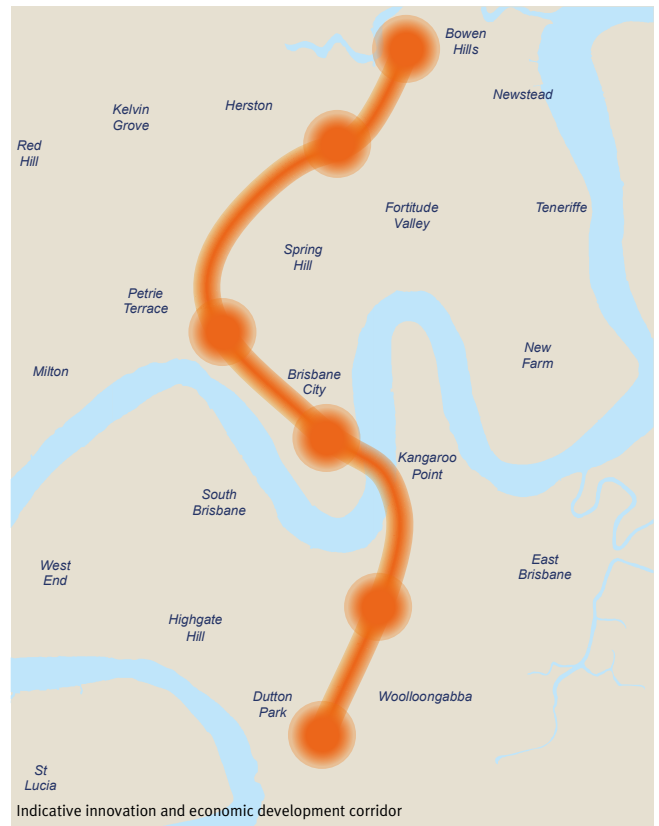 Bowen
Hills
Newstead
Herston
Kelvin
Grove
Red
Hill
Fortitude
Valley
Teneriffe
Spring
Hill
Petrie
Terrace
New
Farm
Milton
Brisbane
City
Kangaroo
Point
South
Brisbane
East
Brisbane
West
End
Highgate
Hill
Dutton
Park
Woolloongabba
St
Lucia
Indicative innovation and economic development corridor